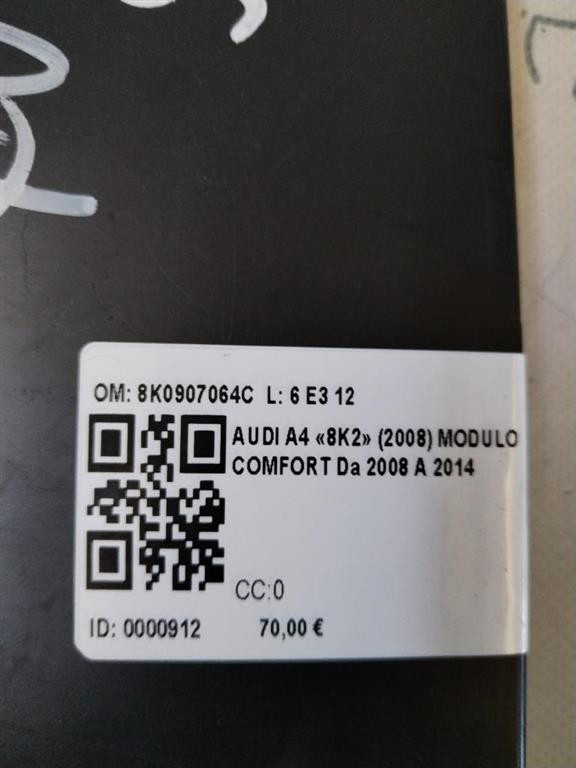 OM: 8K0907064C L: 6 E3 12
AUDI A4 «8K2» (2008) MODULO
COMFORT Da 2008 A 2014
CC:0
ID: 0000912 70,00 €